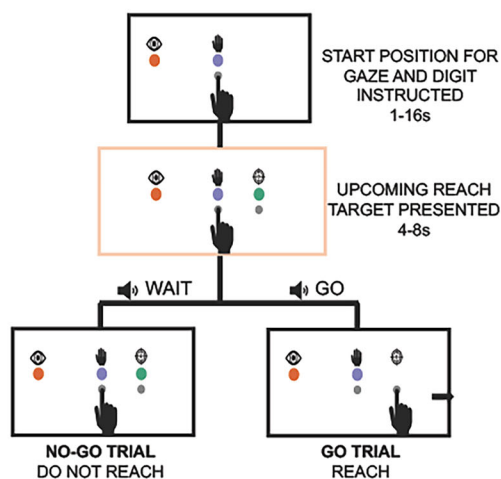 START POSITION FOR
GAZE AND DIGIT
INSTRUCTED
1-16s
UPCOMING REACH
TARGET PRESENTED
4-8s
WAIT
GO
NO-GO TRIAL
DO NOT REACH
GO TRIAL
REACH